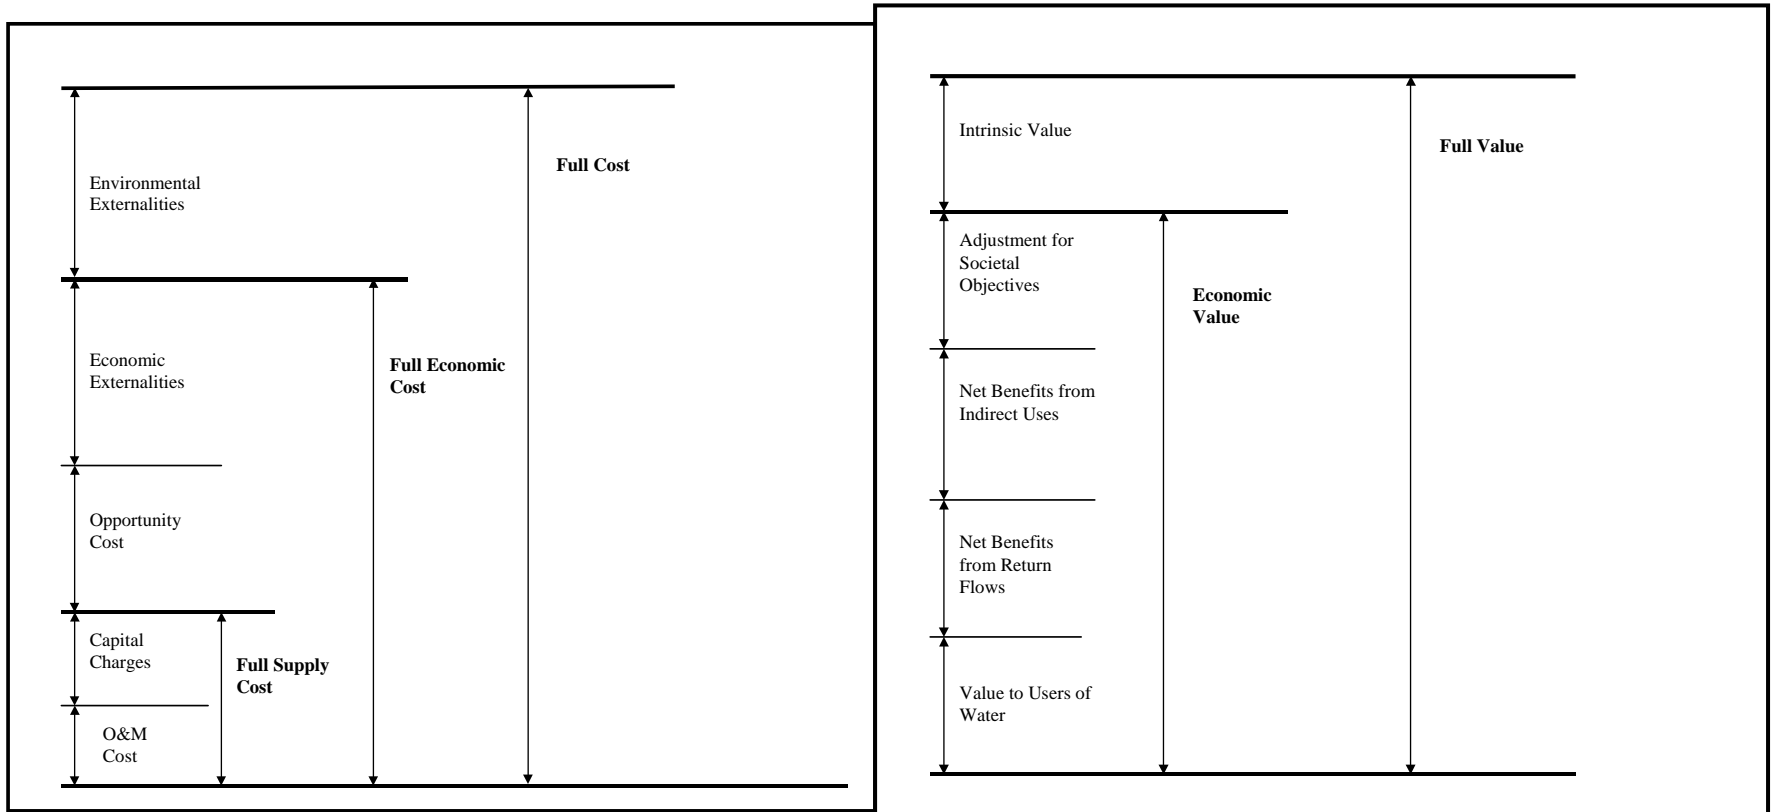 Full Cost
Environmental
Externalities
Economic
Externalities
Full Economic
Cost
Opportunity
Cost
Capital
Charges
Full Supply
Cost
O&M
Cost
Intrinsic Value
Full Value
Adjustment for
Societal
Objectives
Economic
Value
Net Benefits from
Indirect Uses
Net Benefits
from Return
Flows
Value to Users of
Water